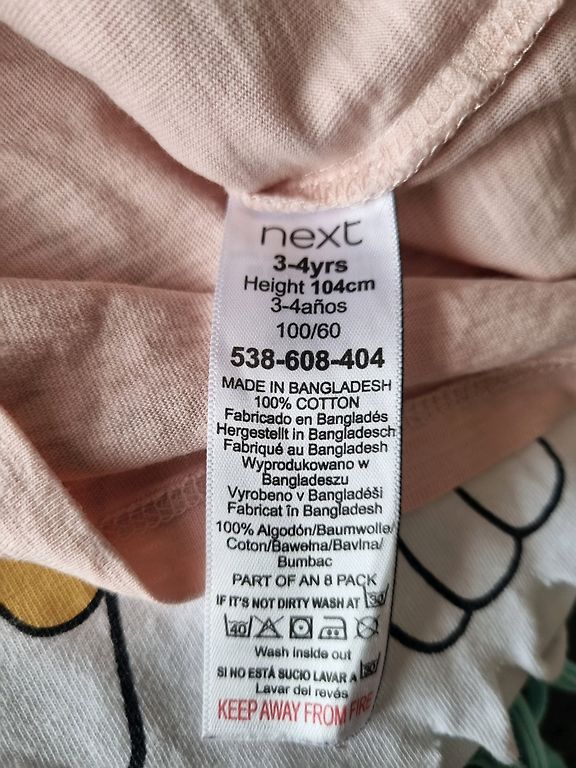 next
3-4yrs
Height 104cm
3-4años
100/60
538-608-404
MADE IN BANGLADESH
100% COTTON
Fabricado en Bangladés
Hergestellt in Bangladesch
Fabriqué au Bangladesh
Wyprodukowano w
Bangladeszu
Vyrobeno v Bangladéši
Fabricat în Bangladesh
100% Algodón/Baumwolle/
Coton/Bawełna/Bavlna/
Bumbac
PART OF AN 8 PACK
IF IT'S NOT DIRTY WASH AT 30°
40
Wash inside out
SI NO ESTÁ SUCIO LAVAR A 30°
Lavar del revés
KEEP AWAY FROM FIRE